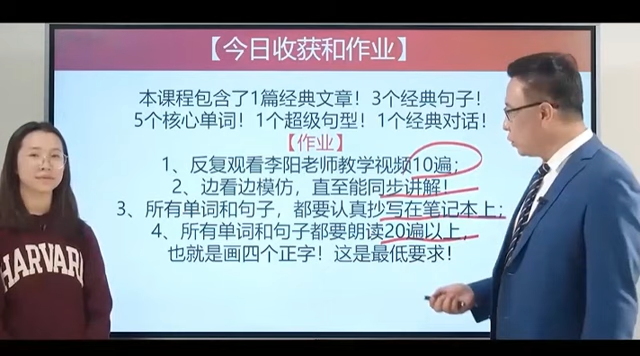 【今日收获和作业】
本课程包含了1篇经典文章！3个经典句子！
5个核心单词！1个超级句型！1个经典对话！
【作业】
1、反复观看李阳老师教学视频10遍；
2、边看边模仿，直至能同步讲解！
3、所有单词和句子，都要认真抄写在笔记本上；
4、所有单词和句子都要朗读20遍以上，
也就是画四个正字！这是最低要求！
HARVARD